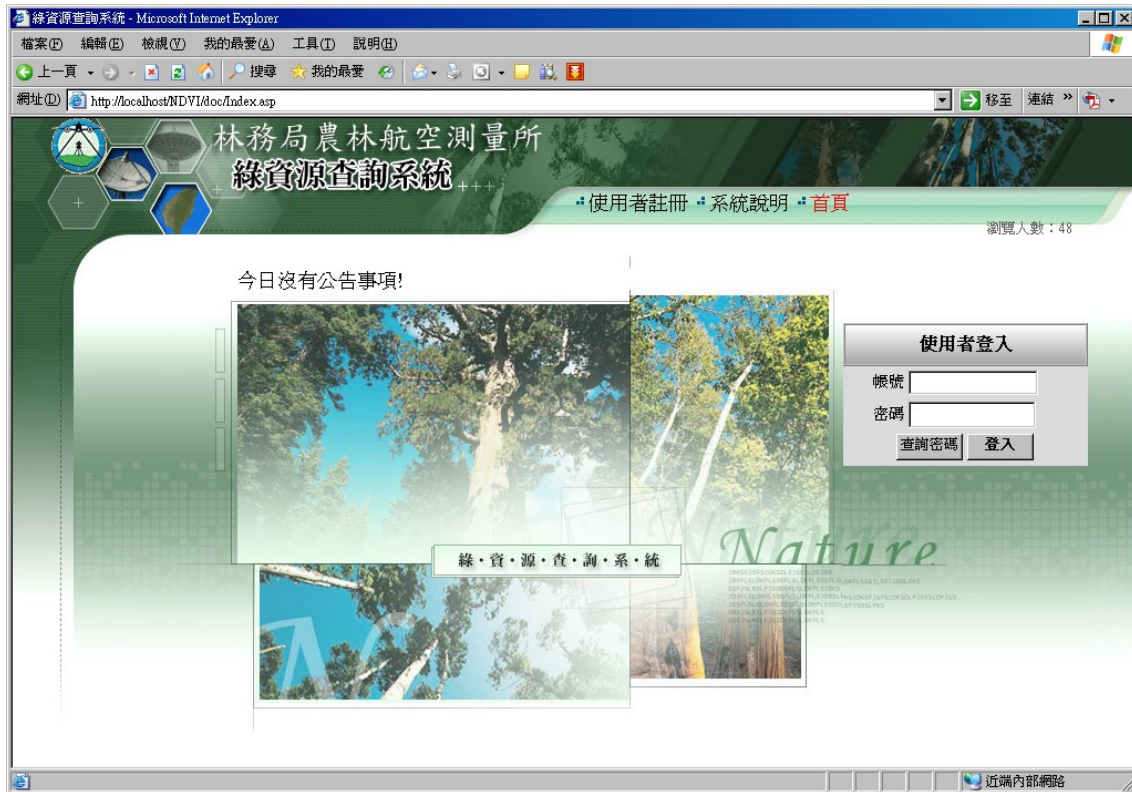 綠資源查詢系統 - Microsoft Internet Explorer
檔案(F) 編輯(E) 檢視(V) 我的最愛(A) 工具(T) 說明(H)
上一頁 搜尋 我的最愛
網址(D) http://localhost/NDVI/doc/Index.asp 移至 連結 »
林務局農林航空測量所
綠資源查詢系統
使用者註冊 系統說明 首頁
瀏覽人數：48
今日沒有公告事項!
使用者登入
帳號
密碼
查詢密碼 登入
Nature
綠・資・源・查・詢・系・統
N
近端內部網路